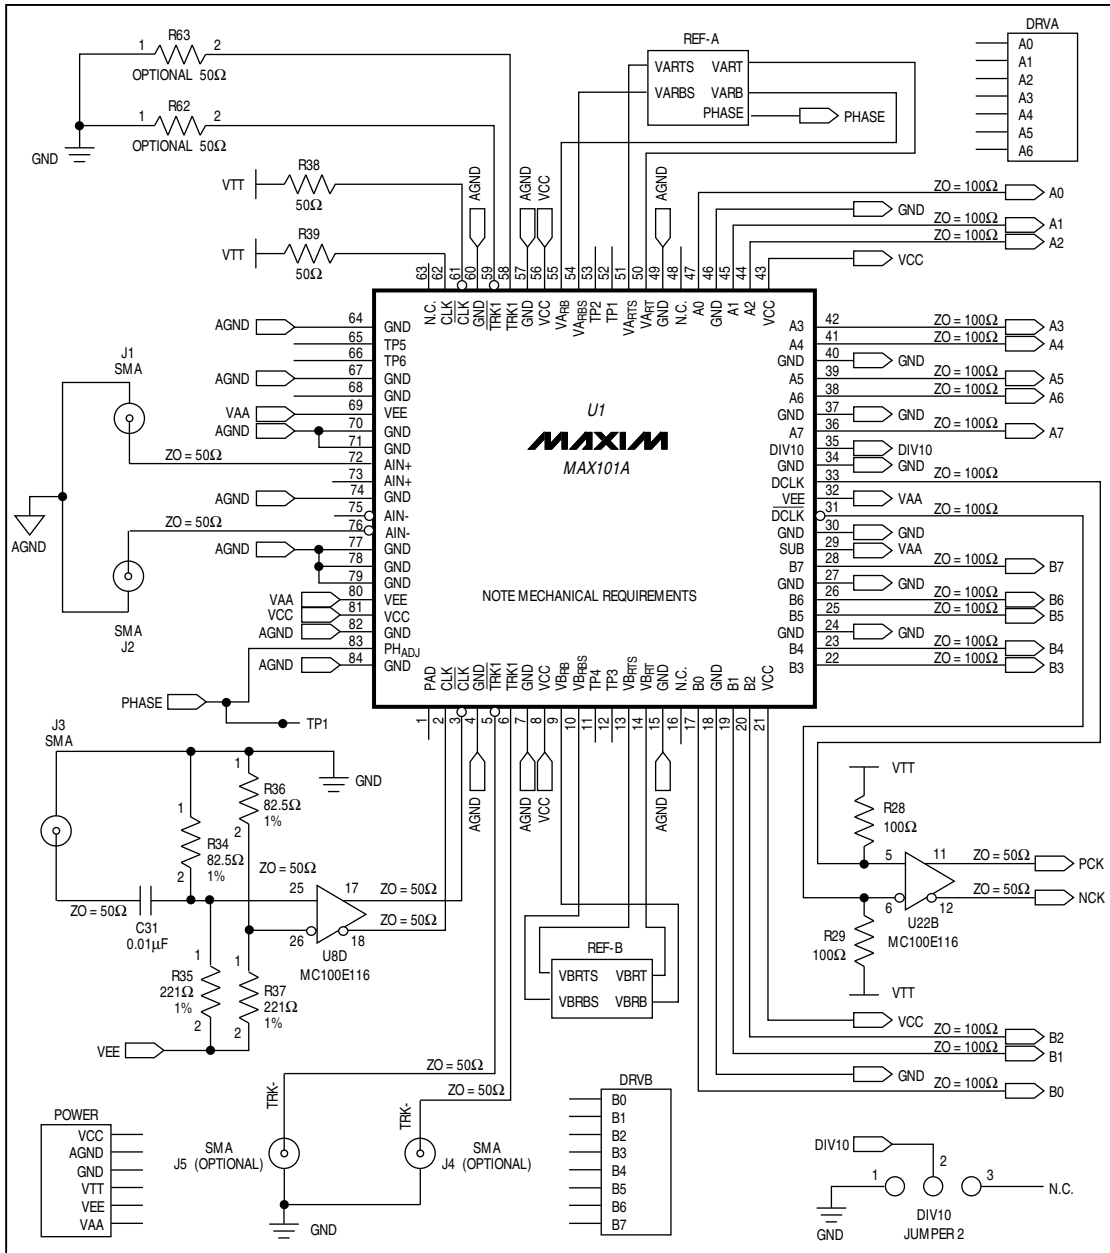 R63
1 2
OPTIONAL 50Ω
R62
1 2
OPTIONAL 50Ω
GND
VTT
R38
50Ω
VTT
R39
50Ω
AGND
AGND
VCC
AGND
REF-A
VARTS VART
VARBS VARB
PHASE
PHASE
DRVA
A0
A1
A2
A3
A4
A5
A6
ZO = 100Ω A0
GND
ZO = 100Ω A1
ZO = 100Ω A2
VCC
63 62 61 60 59 58 57 56 55 54 53 52 51 50 49 48 47 46 45 44 43
N.C. CLK CLK GND TRK1 TRK1 GND VCC VARB VARBS TP2 TP1 VARTS VART GND N.C. A0 GND A1 A2 VCC
J1
SMA
AGND 64 GND
65 TP5
66 TP6
AGND 67 GND
68 GND
VAA 69 VEE
AGND 70 GND
71 GND
ZO = 50Ω 72 AIN+
73 AIN+
AGND 74 GND
75 AIN-
ZO = 50Ω 76 AIN-
AGND 77 GND
78 GND
79 GND
VAA 80 VEE
VCC 81 VCC
AGND 82 GND
83 PHADJ
AGND 84 GND
AGND
SMA
J2
PHASE
TP1
U1
MAXIM
MAX101A
NOTE MECHANICAL REQUIREMENTS
A3 42 ZO = 100Ω A3
A4 41 ZO = 100Ω A4
GND 40 GND
A5 39 ZO = 100Ω A5
A6 38 ZO = 100Ω A6
GND 37 GND
A7 36 ZO = 100Ω A7
DIV10 35 DIV10
GND 34 GND
DCLK 33 ZO = 100Ω
VEE 32 VAA
DCLK 31 ZO = 100Ω
GND 30 GND
SUB 29 VAA
B7 28 ZO = 100Ω B7
GND 27 GND
B6 26 ZO = 100Ω B6
B5 25 ZO = 100Ω B5
GND 24 GND
B4 23 ZO = 100Ω B4
B3 22 ZO = 100Ω B3
PAD CLK CLK GND TRK1 TRK1 GND VCC VBRB VBRBS TP4 TP3 VBRTS VBRT GND N.C. B0 GND B1 B2 VCC
1 2 3 4 5 6 7 8 9 10 11 12 13 14 15 16 17 18 19 20 21
AGND
AGND
VCC
AGND
J3
SMA
GND
1
R36
82.5Ω
1%
2
1
R34
82.5Ω
1%
2
ZO = 50Ω
C31
0.01µF
ZO = 50Ω
25 17 ZO = 50Ω
26 18 ZO = 50Ω
U8D
MC100E116
1
R35
221Ω
1%
2
1
R37
221Ω
1%
2
VEE
REF-B
VBRTS VBRT
VBRBS VBRB
VTT
R28
100Ω
5 11 ZO = 50Ω PCK
6 12 ZO = 50Ω NCK
U22B
MC100E116
R29
100Ω
VTT
VCC
ZO = 100Ω B2
ZO = 100Ω B1
GND
ZO = 100Ω B0
ZO = 50Ω
ZO = 50Ω
TRK-
TRK-
SMA
J5 (OPTIONAL)
SMA
J4 (OPTIONAL)
GND
POWER
VCC
AGND
GND
VTT
VEE
VAA
DRVB
B0
B1
B2
B3
B4
B5
B6
B7
DIV10
1 2 3
N.C.
GND
DIV10
JUMPER 2